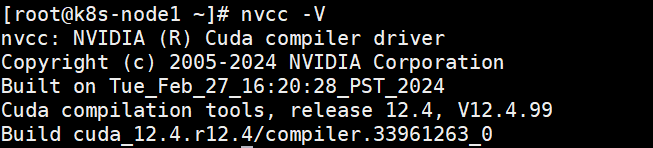 [root@k8s-node1 ~]# nvcc -V
nvcc: NVIDIA (R) Cuda compiler driver
Copyright (c) 2005-2024 NVIDIA Corporation
Built on Tue_Feb_27_16:20:28_PST_2024
Cuda compilation tools, release 12.4, V12.4.99
Build cuda_12.4.r12.4/compiler.33961263_0